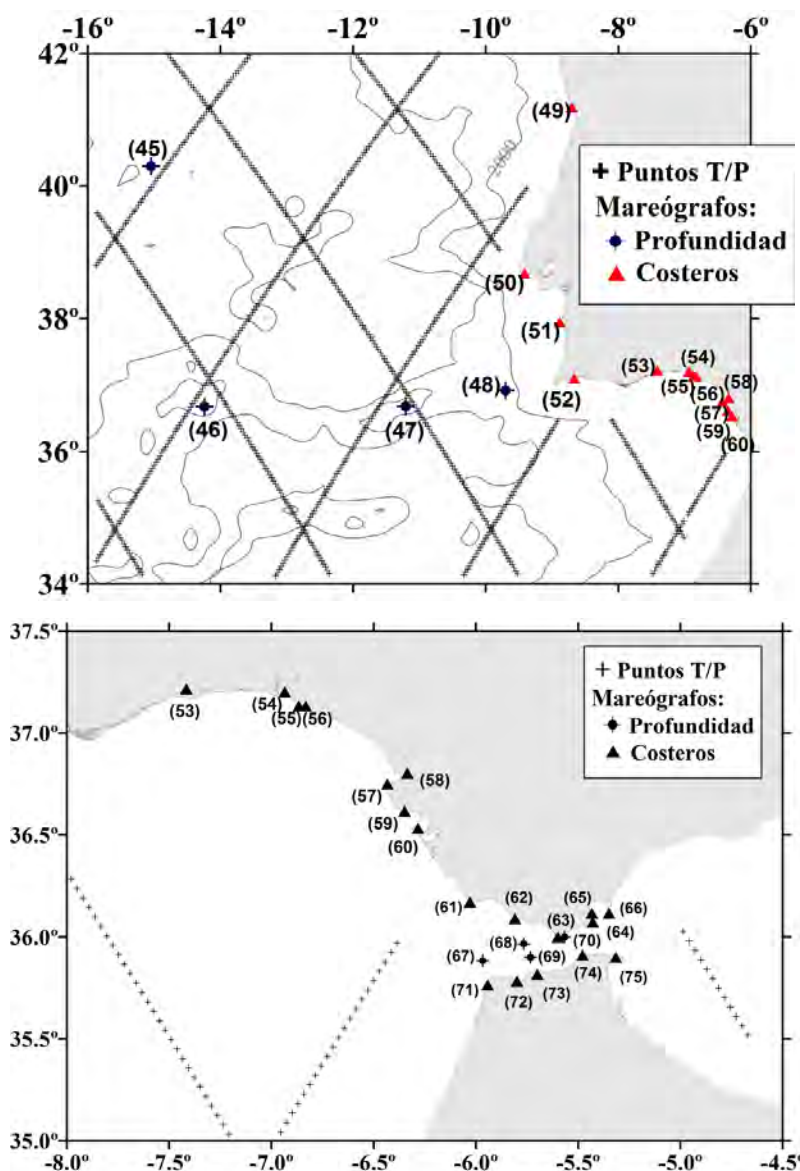 -16º -14º -12º -10º -8º -6º
42º
(49)
2000
(45)
40º
Puntos T/P
Mareógrafos:
Profundidad
Costeros
(50)
38º
(51)
(53) (54)
(48) (55) (58)
(52) (56)
(46) (47) (57)
(59)
36º (60)
34º
37.5º
Puntos T/P
Mareógrafos:
Profundidad
Costeros
(53) (54)
(55) (56)
37.0º
(58)
(57)
(59)
36.5º
(60)
(62) (65)
(61) (63) (66)
(64)
(68) (70)
36.0º
(67) (69)
(74) (75)
(71) (72) (73)
35.5º
35.0º
-8.0º -7.5º -7.0º -6.5º -6.0º -5.5º -5.0º -4.5º